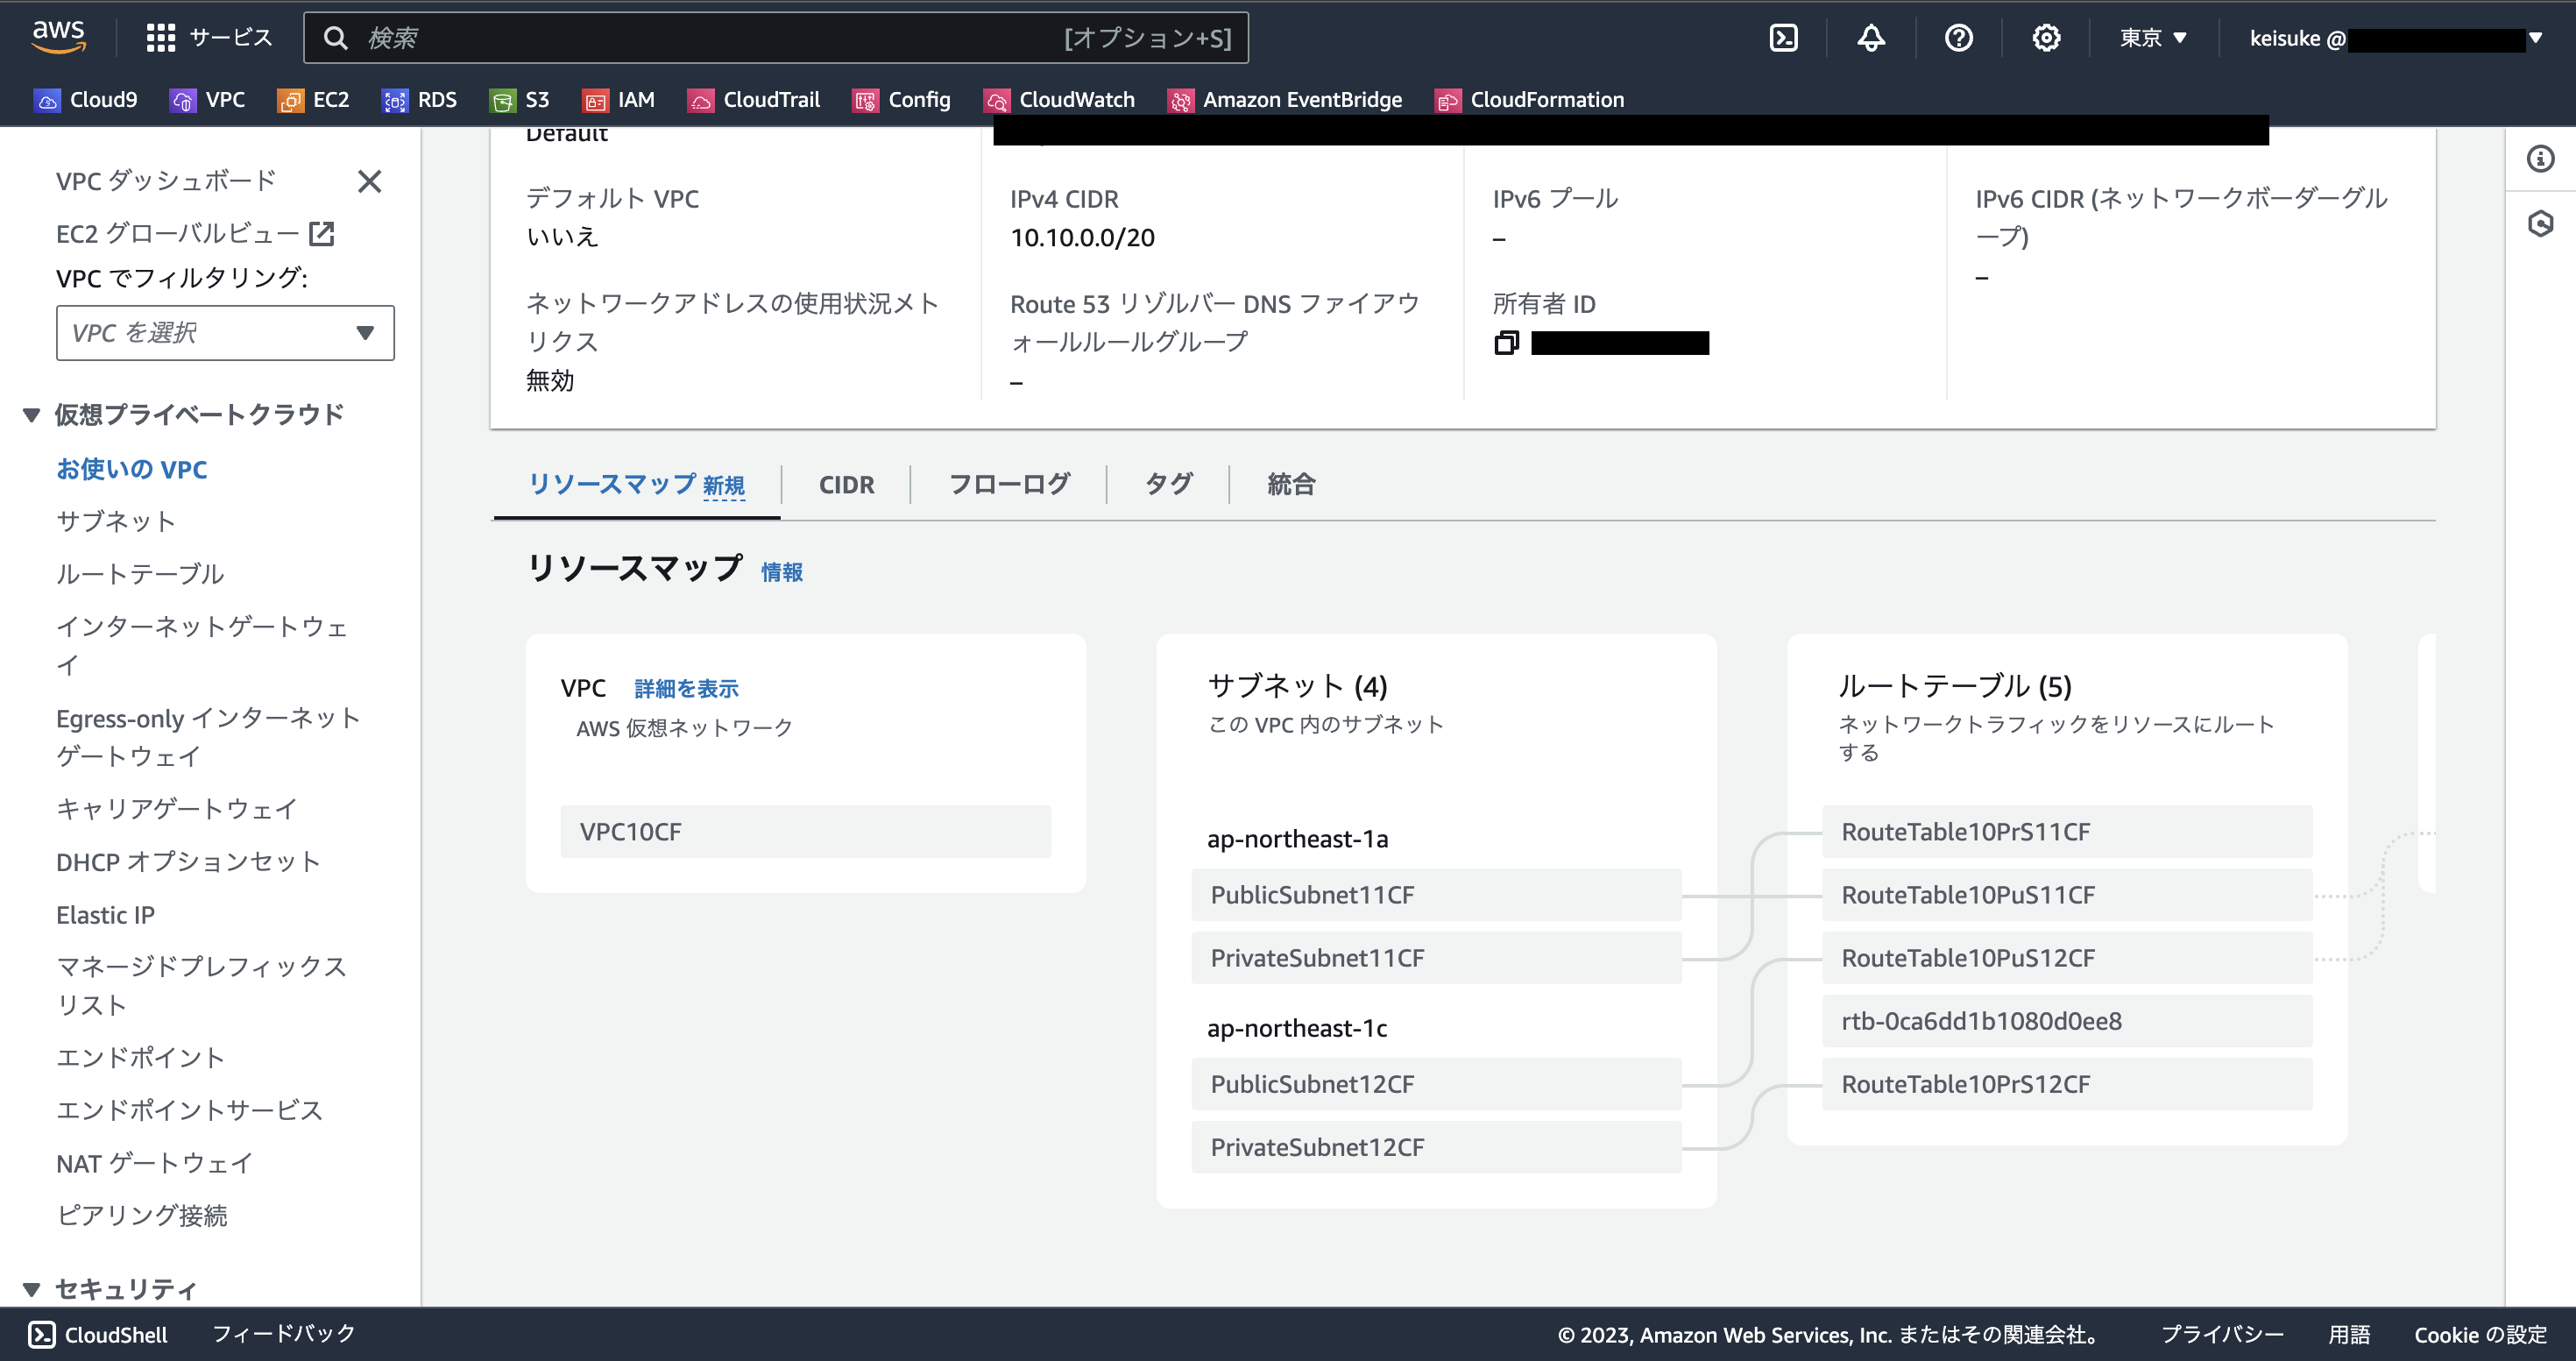 aws
サービス
検索
[オプション+S]
東京
keisuke @
Cloud9
VPC
EC2
RDS
S3
IAM
CloudTrail
Config
CloudWatch
Amazon EventBridge
CloudFormation
VPC ダッシュボード
EC2 グローバルビュー
VPC でフィルタリング:
VPC を選択
仮想プライベートクラウド
お使いの VPC
サブネット
ルートテーブル
インターネットゲートウェ
イ
Egress-only インターネット
ゲートウェイ
キャリアゲートウェイ
DHCP オプションセット
Elastic IP
マネージドプレフィックス
リスト
エンドポイント
エンドポイントサービス
NAT ゲートウェイ
ピアリング接続
セキュリティ
Default
デフォルト VPC
いいえ
IPv4 CIDR
10.10.0.0/20
IPv6 プール
–
IPv6 CIDR (ネットワークボーダーグル
ープ)
–
ネットワークアドレスの使用状況メト
リクス
無効
Route 53 リゾルバー DNS ファイアウ
ォールルールグループ
–
所有者 ID
リソースマップ 新規
CIDR
フローログ
タグ
統合
リソースマップ 情報
VPC 詳細を表示
AWS 仮想ネットワーク
VPC10CF
サブネット (4)
この VPC 内のサブネット
ap-northeast-1a
PublicSubnet11CF
PrivateSubnet11CF
ap-northeast-1c
PublicSubnet12CF
PrivateSubnet12CF
ルートテーブル (5)
ネットワークトラフィックをリソースにルート
する
RouteTable10PrS11CF
RouteTable10PuS11CF
RouteTable10PuS12CF
rtb-0ca6dd1b1080d0ee8
RouteTable10PrS12CF
CloudShell
フィードバック
© 2023, Amazon Web Services, Inc. またはその関連会社。
プライバシー
用語
Cookie の設定